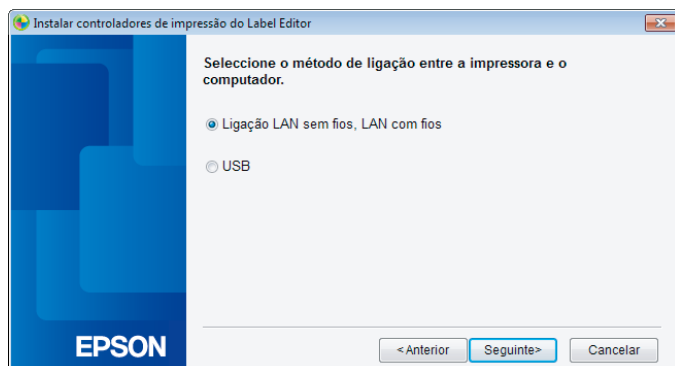 Instalar controladores de impressão do Label Editor
Seleccione o método de ligação entre a impressora e o
computador.
Ligação LAN sem fios, LAN com fios
USB
EPSON
<Anterior
Seguinte>
Cancelar